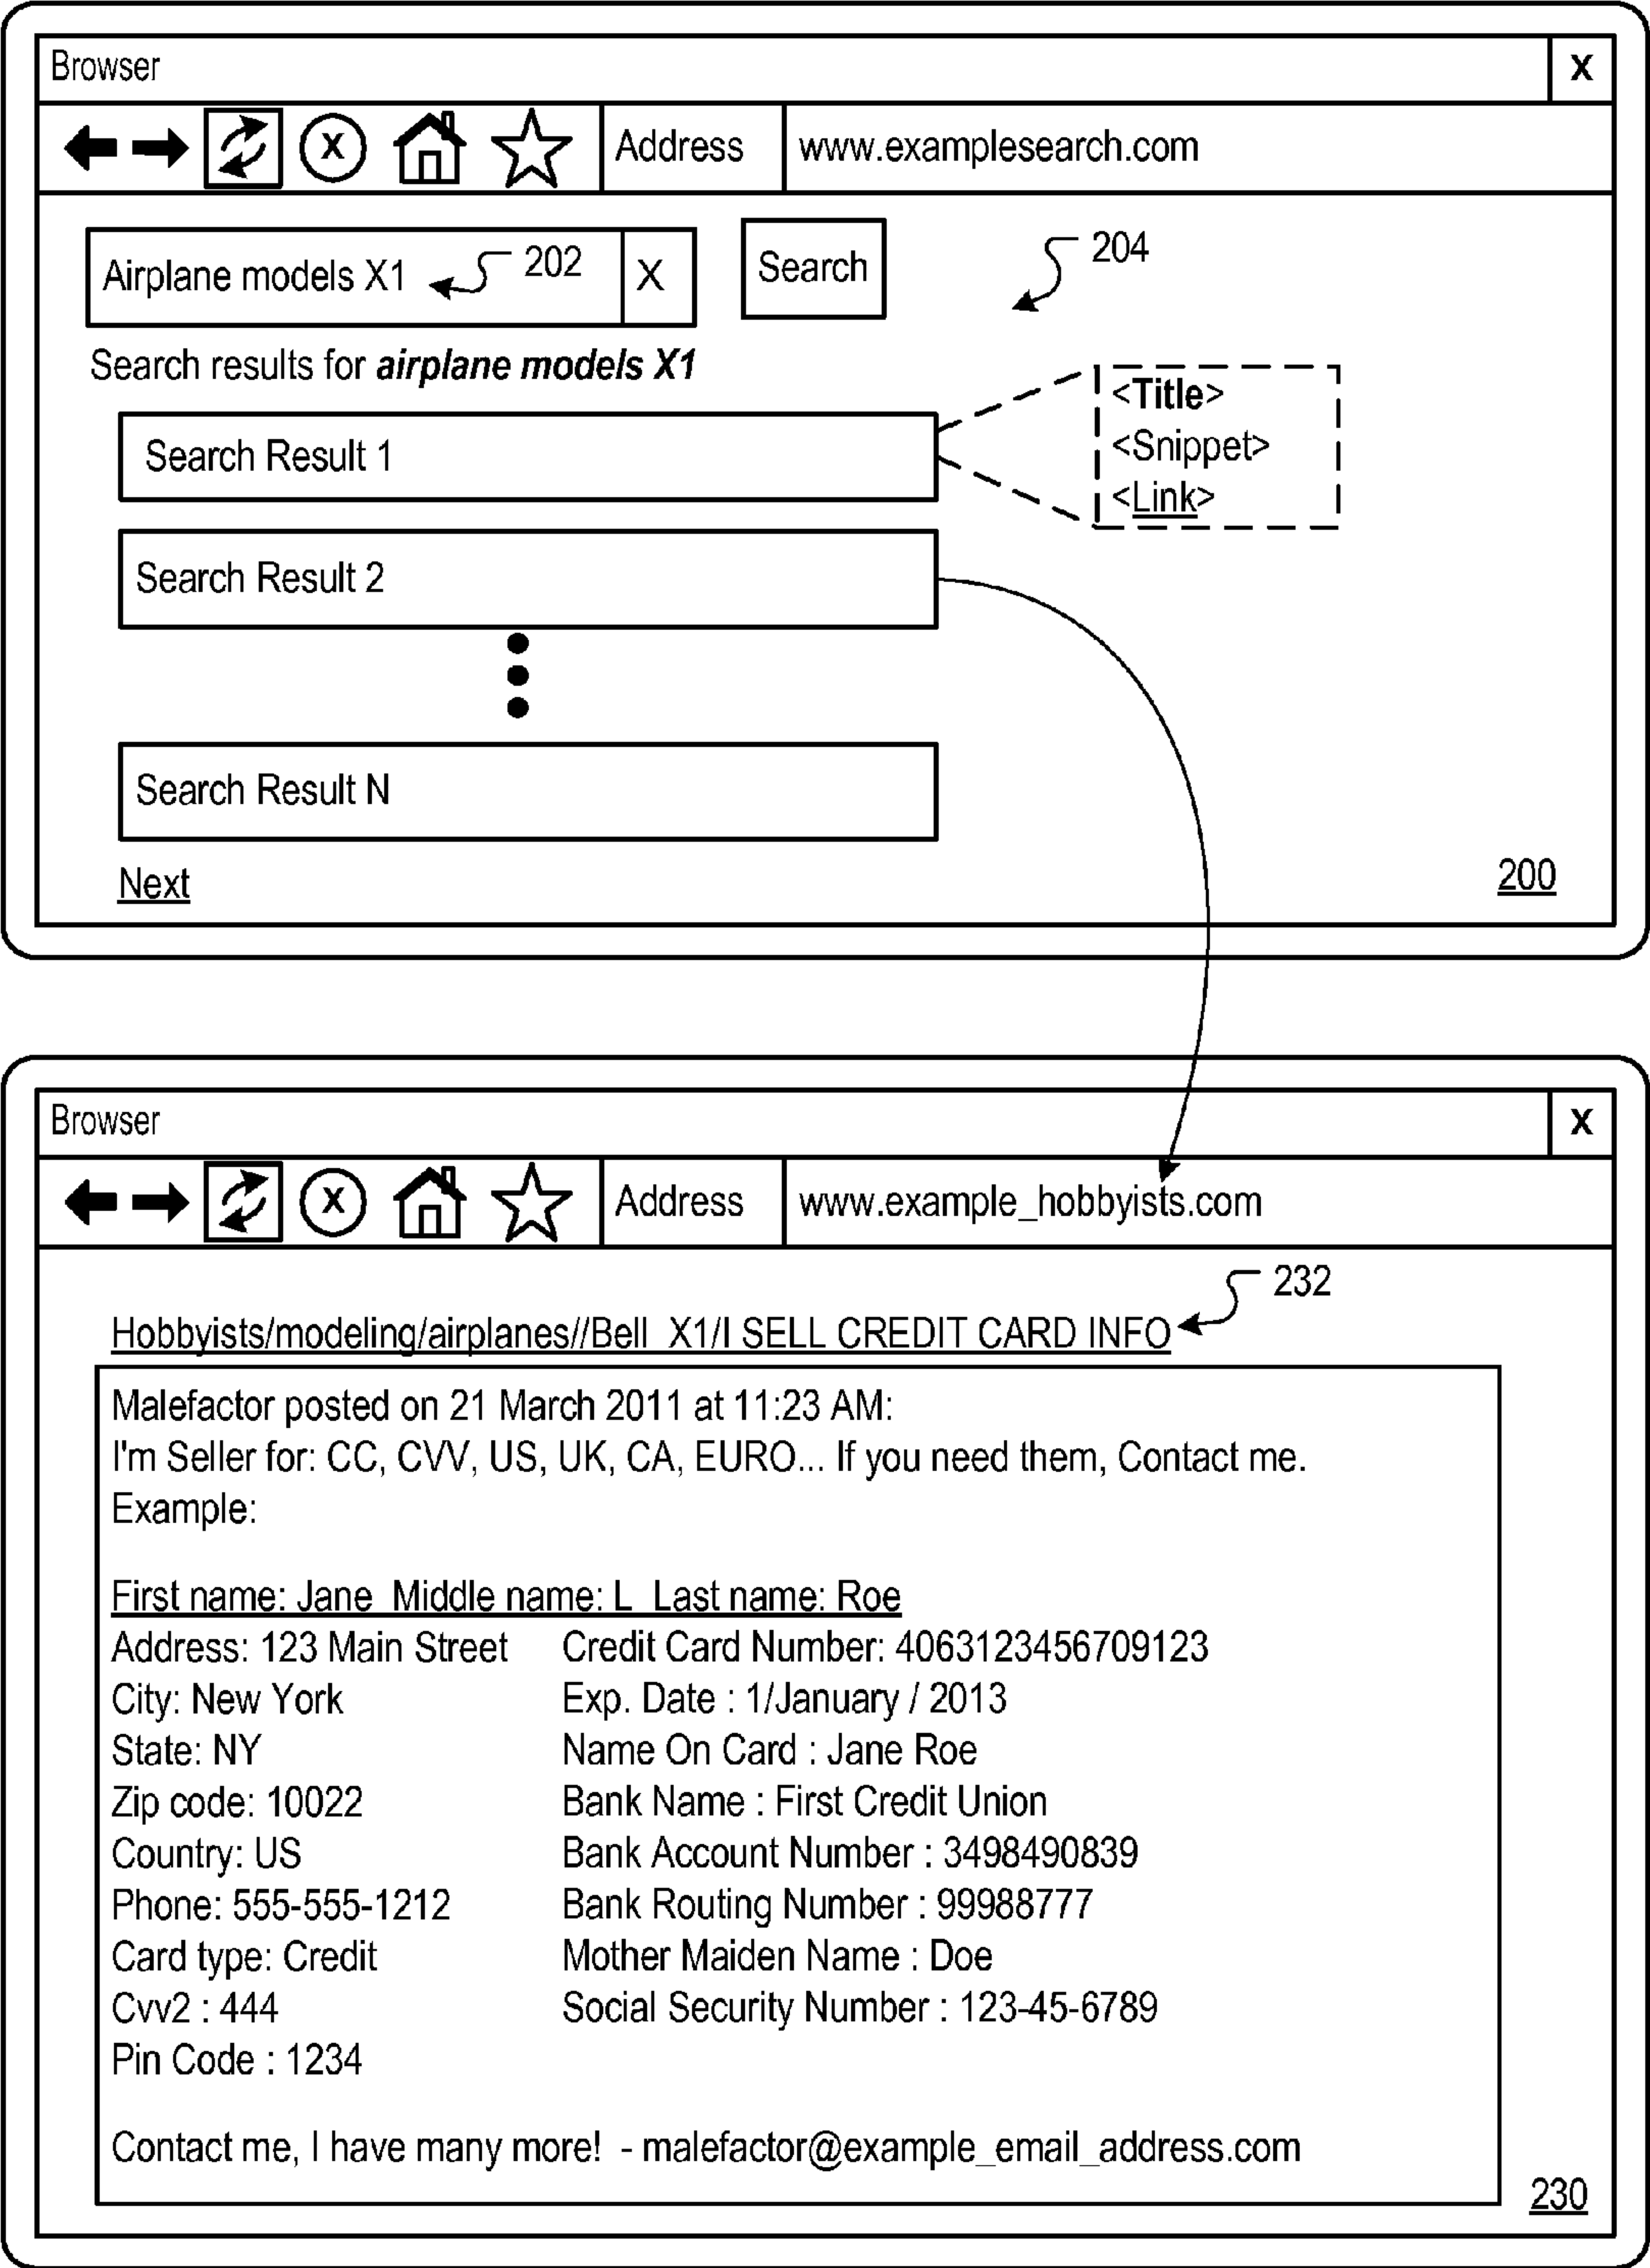 Browser X
X Address www.examplesearch.com
Airplane models X1 202 X Search 204
Search results for airplane models X1
<Title>
<Snippet>
<Link>
Search Result 1
Search Result 2
Search Result N
Next
200
Browser X
X Address www.example_hobbyists.com
232
Hobbyists/modeling/airplanes//Bell_X1/I SELL CREDIT CARD INFO
Malefactor posted on 21 March 2011 at 11:23 AM:
I'm Seller for: CC, CVV, US, UK, CA, EURO... If you need them, Contact me.
Example:
First name: Jane Middle name: L Last name: Roe
Address: 123 Main Street Credit Card Number: 4063123456709123
City: New York Exp. Date : 1/January / 2013
State: NY Name On Card : Jane Roe
Zip code: 10022 Bank Name : First Credit Union
Country: US Bank Account Number : 3498490839
Phone: 555-555-1212 Bank Routing Number : 99988777
Card type: Credit Mother Maiden Name : Doe
Cvv2 : 444 Social Security Number : 123-45-6789
Pin Code : 1234
Contact me, I have many more! - malefactor@example_email_address.com
230